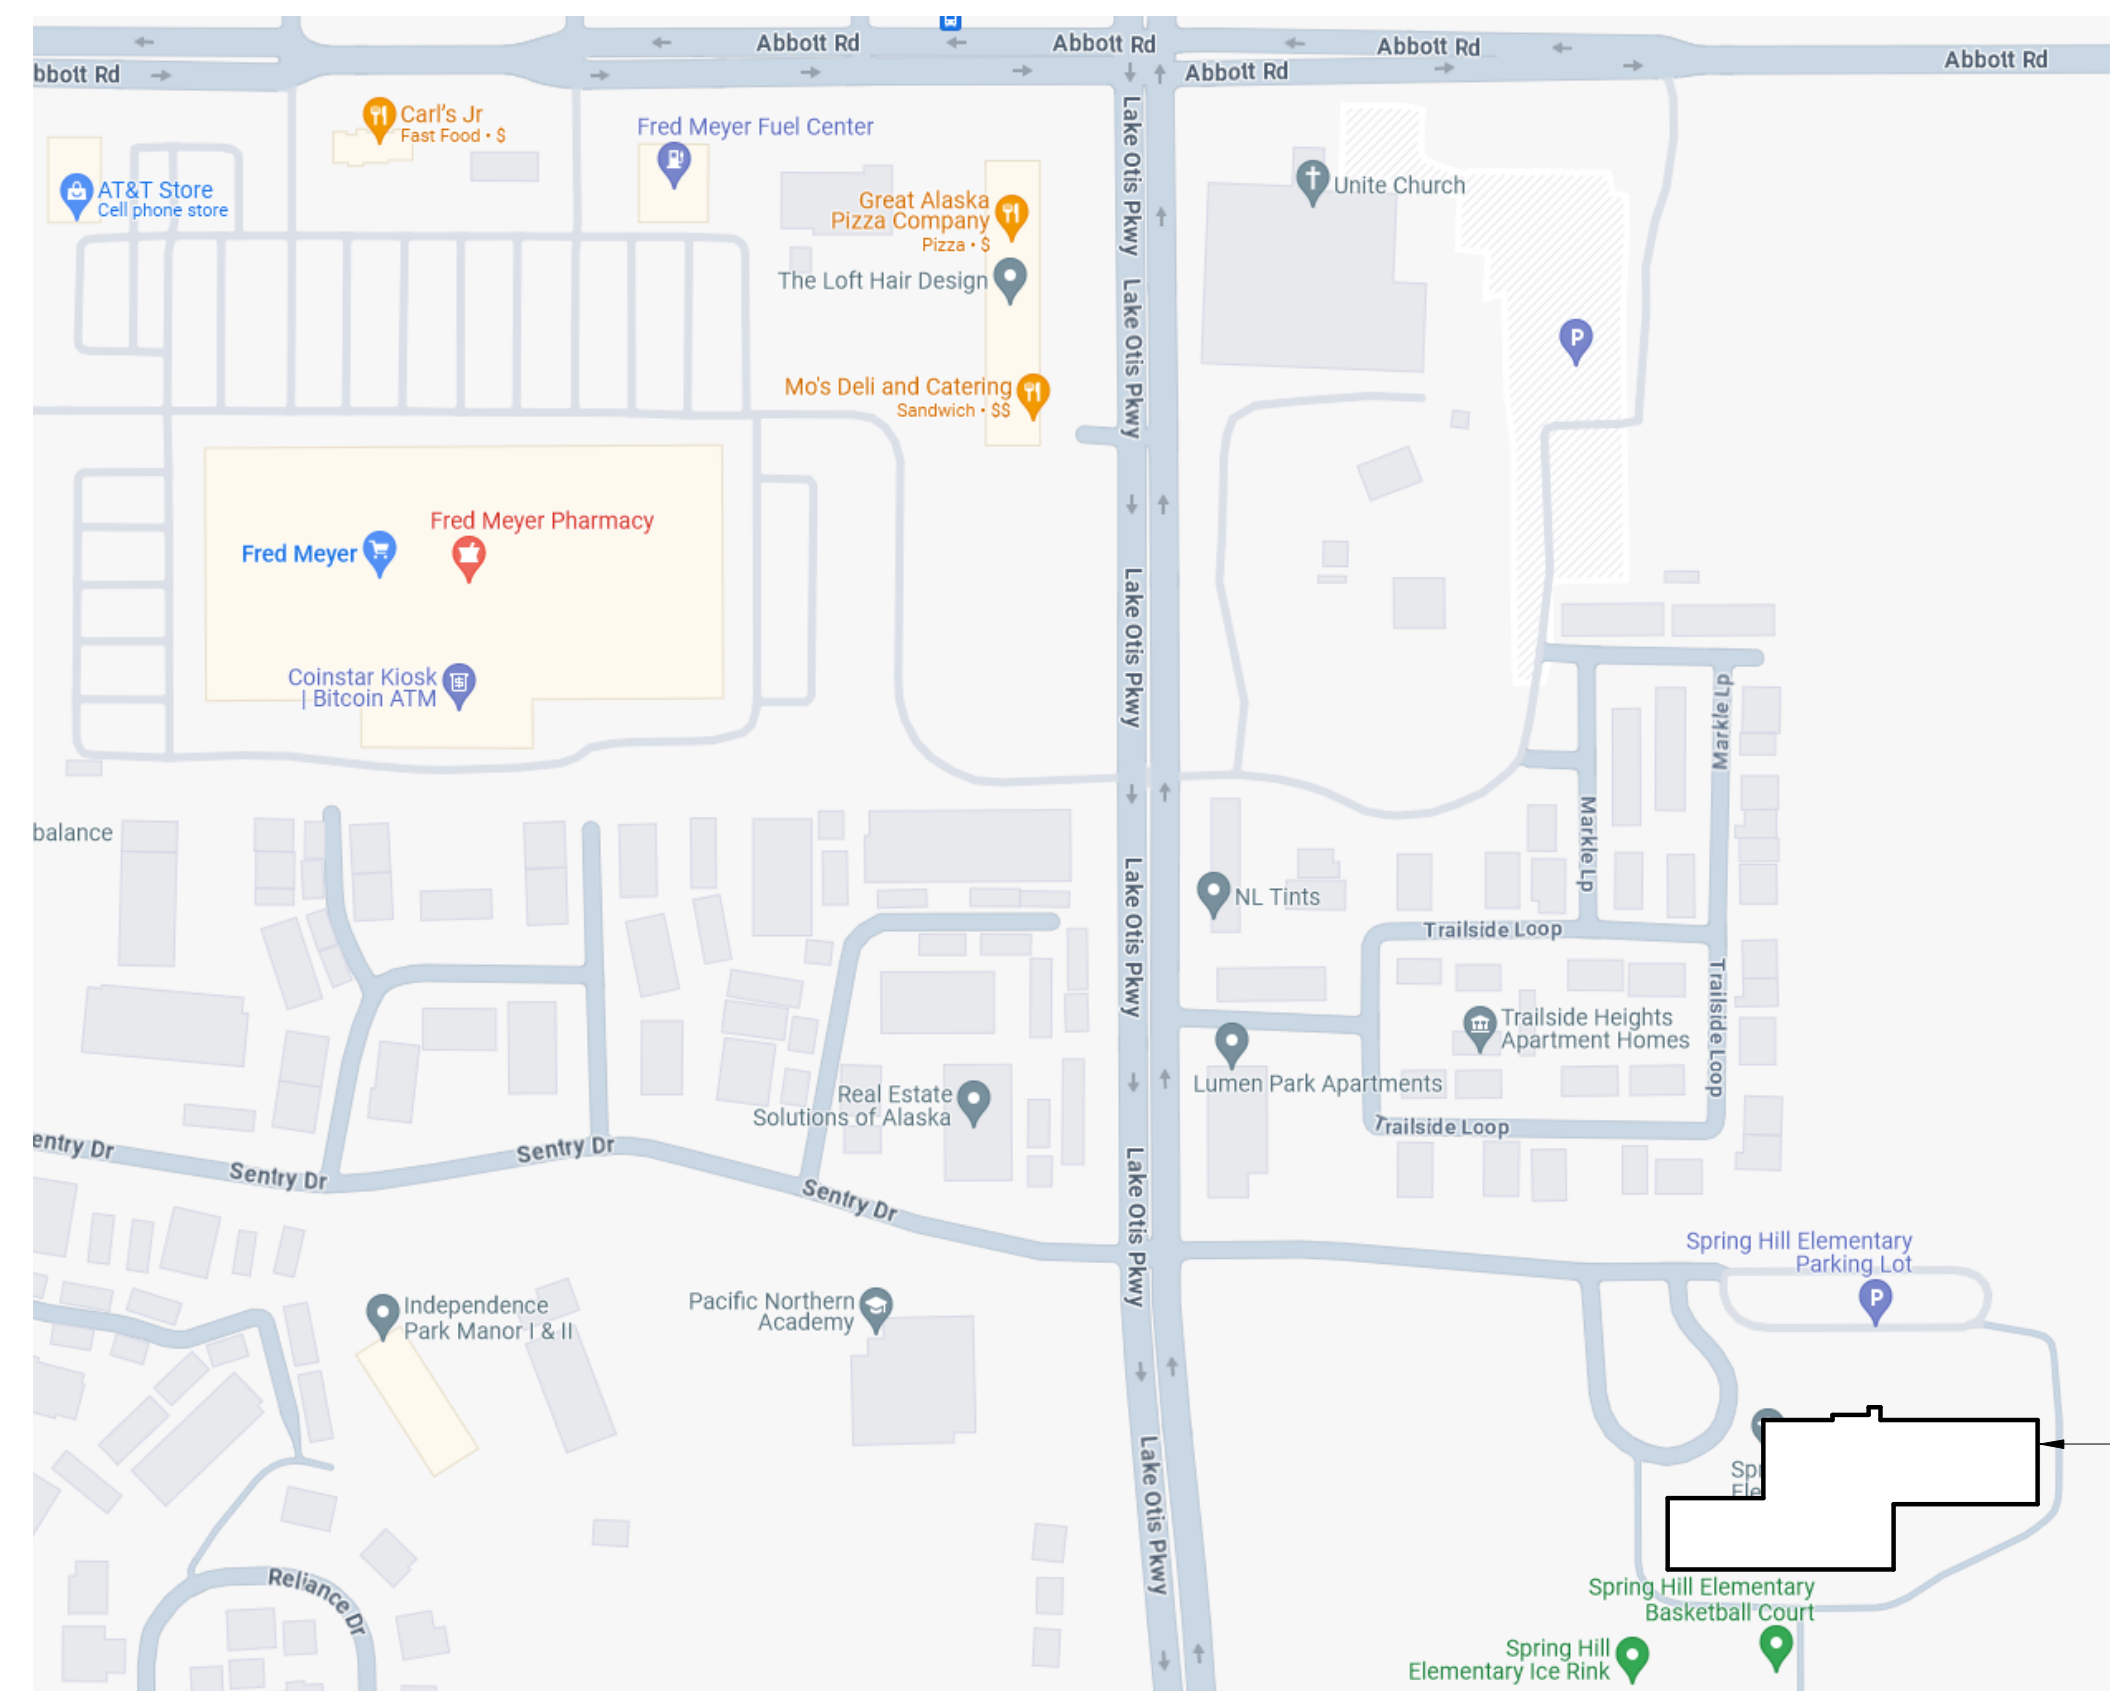 Abbott Rd
Abbott Rd
Abbott Rd
Abbott Rd
bbott Rd
Abbott Rd
Carl's Jr
Fast Food • $
Fred Meyer Fuel Center
AT&T Store
Cell phone store
Great Alaska
Pizza Company
Pizza • $
The Loft Hair Design
Mo's Deli and Catering
Sandwich • $$
Lake Otis Pkwy
Lake Otis Pkwy
Lake Otis Pkwy
Lake Otis Pkwy
Lake Otis Pkwy
Lake Otis Pkwy
Unite Church
P
Fred Meyer Pharmacy
Fred Meyer
Coinstar Kiosk
| Bitcoin ATM
Markle Lp
Markle Lp
balance
NL Tints
Trailside Loop
Trailside Loop
Trailside Heights
Apartment Homes
Lumen Park Apartments
Trailside Loop
Real Estate
Solutions of Alaska
entry Dr
Sentry Dr
Sentry Dr
Sentry Dr
Spring Hill Elementary
Parking Lot
P
Independence
Park Manor I & II
Pacific Northern
Academy
Spr
Ele
Reliance Dr
Spring Hill Elementary
Basketball Court
Spring Hill
Elementary Ice Rink